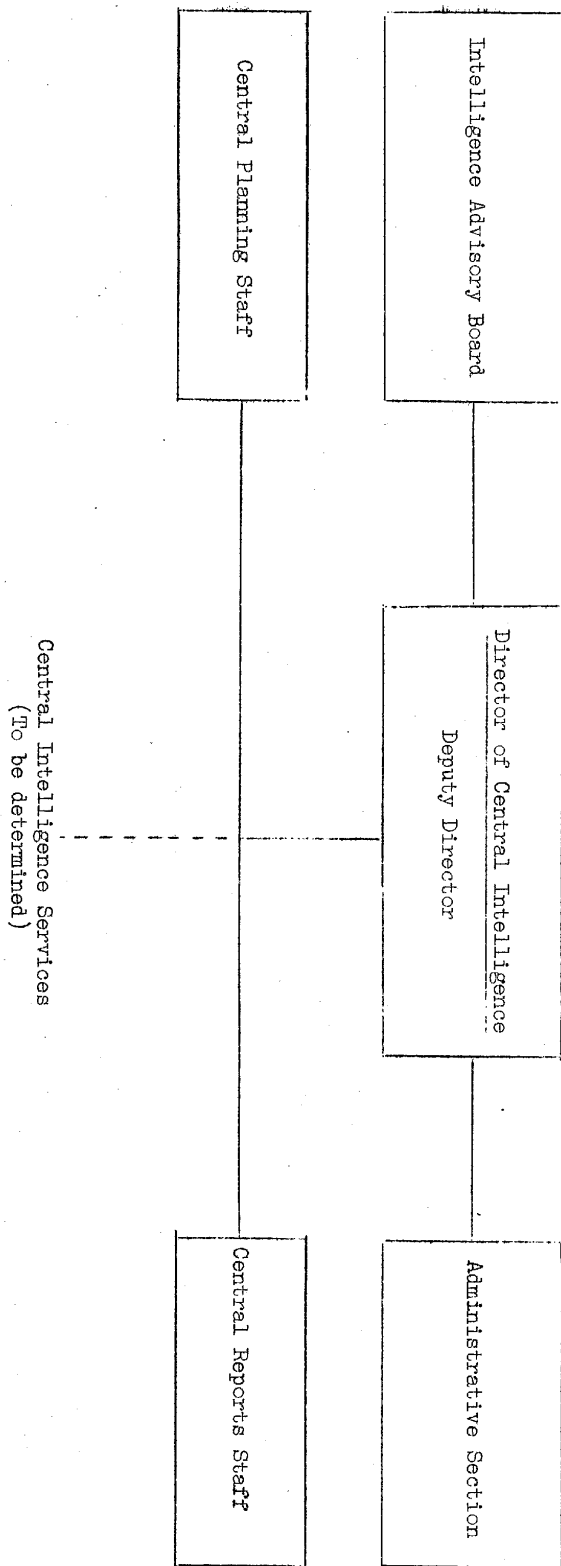 Intelligence Advisory Board
Director of Central Intelligence
Deputy Director
Administrative Section
Central Planning Staff
Central Reports Staff
Central Intelligence Services
(To be determined)